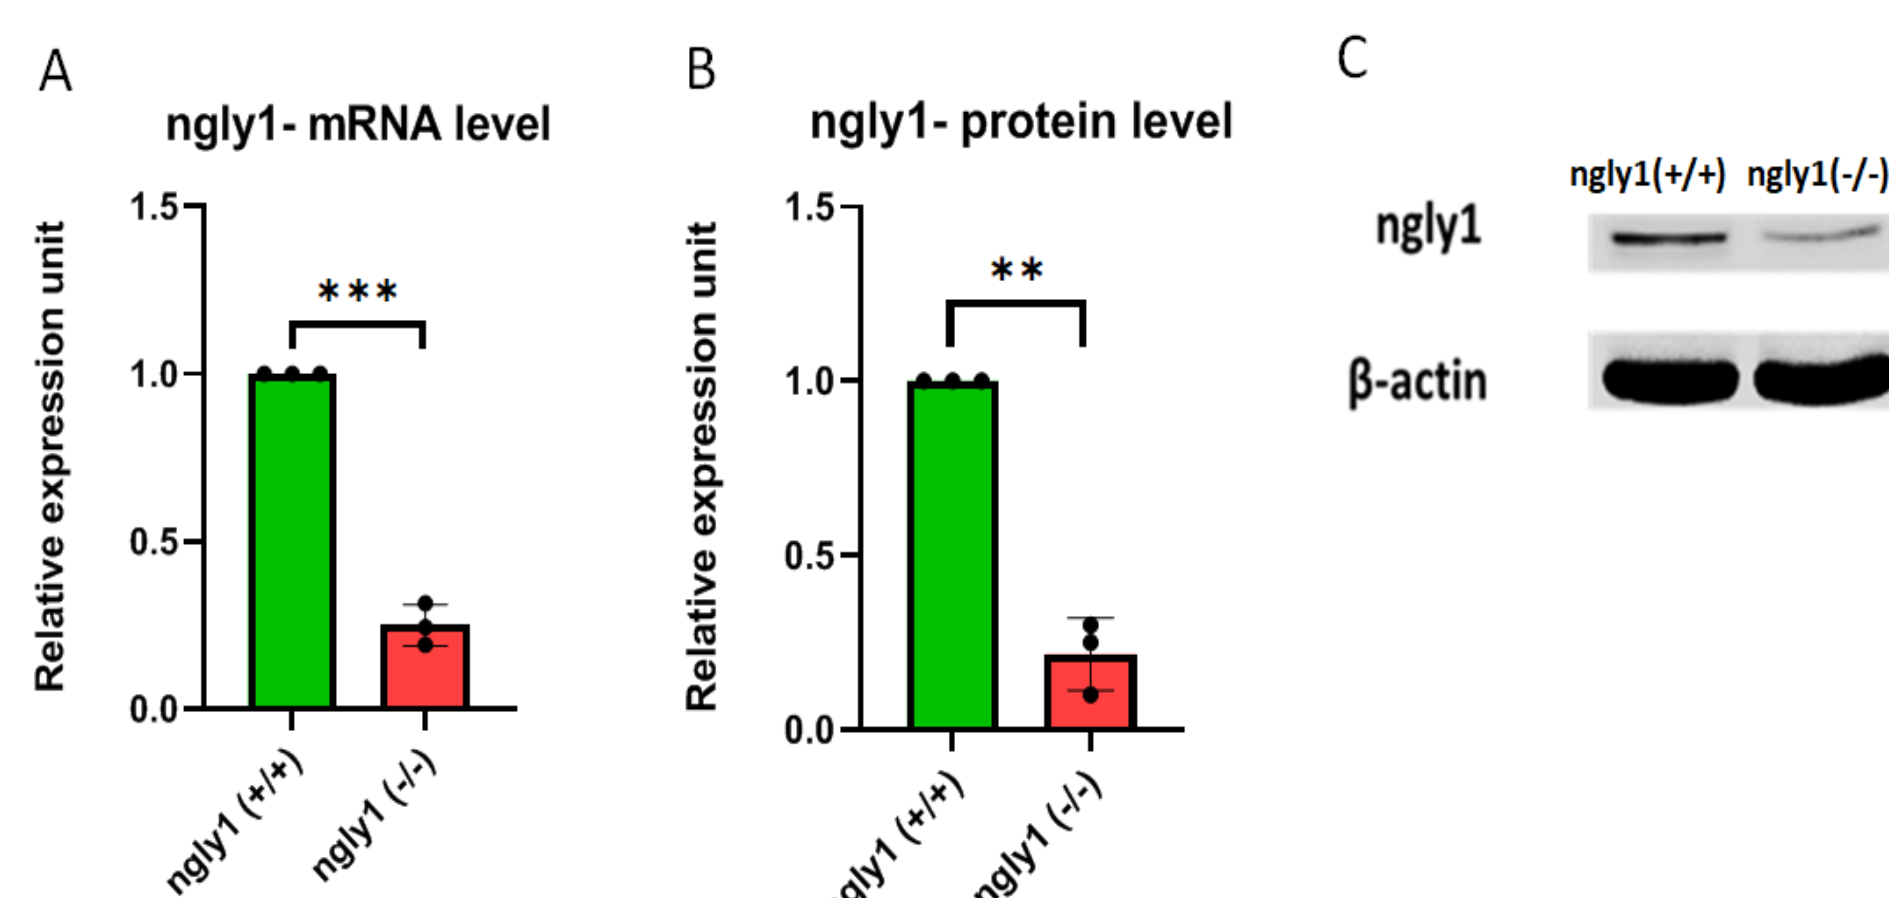 A
ngly1- mRNA level
Relative expression unit
1.5
1.0
0.5
0.0
***
ngly1 (+/+)
ngly1 (-/-)
B
ngly1- protein level
Relative expression unit
1.5
1.0
0.5
0.0
**
ngly1 (+/+)
ngly1 (-/-)
C
ngly1(+/+) ngly1(-/-)
ngly1
β-actin